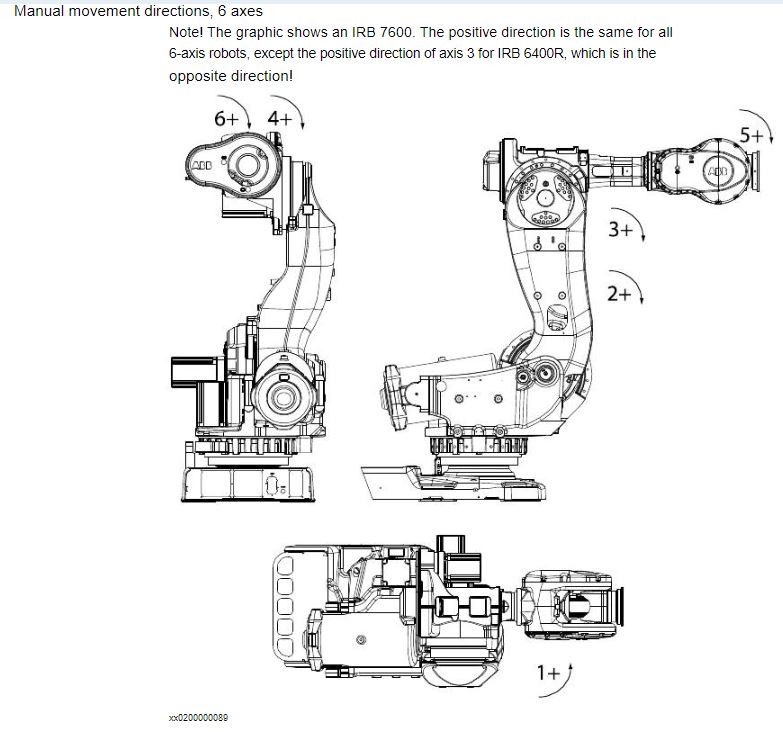 Manual movement directions, 6 axes
Note! The graphic shows an IRB 7600. The positive direction is the same for all
6-axis robots, except the positive direction of axis 3 for IRB 6400R, which is in the
opposite direction!
6+ 4+
5+
ABB
ABB
3+
2+
1+
xx0200000089